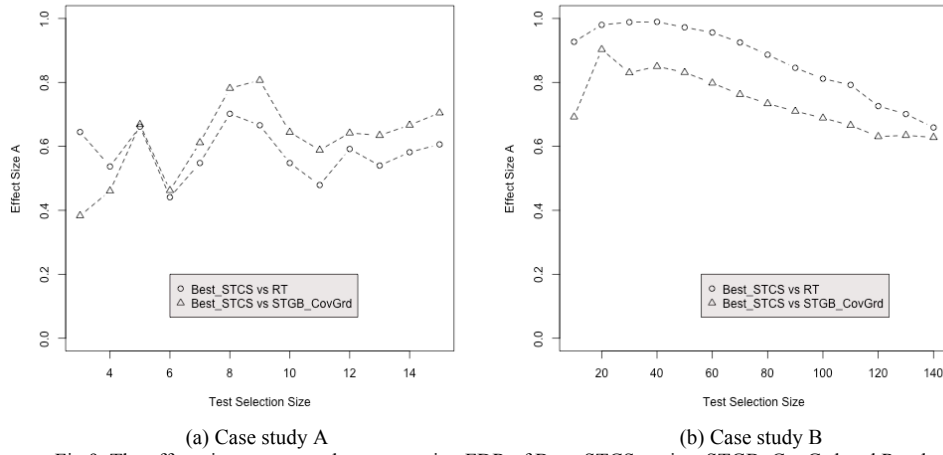 1.0
0.8
0.6
0.4
0.2
0.0
Effect Size A
Best_STCS vs RT
Best_STCS vs STGB_CovGrd
4 6 8 10 12 14
Test Selection Size
(a) Case study A
1.0
0.8
0.6
0.4
0.2
0.0
Effect Size A
Best_STCS vs RT
Best_STCS vs STGB_CovGrd
20 40 60 80 100 120 140
Test Selection Size
(b) Case study B